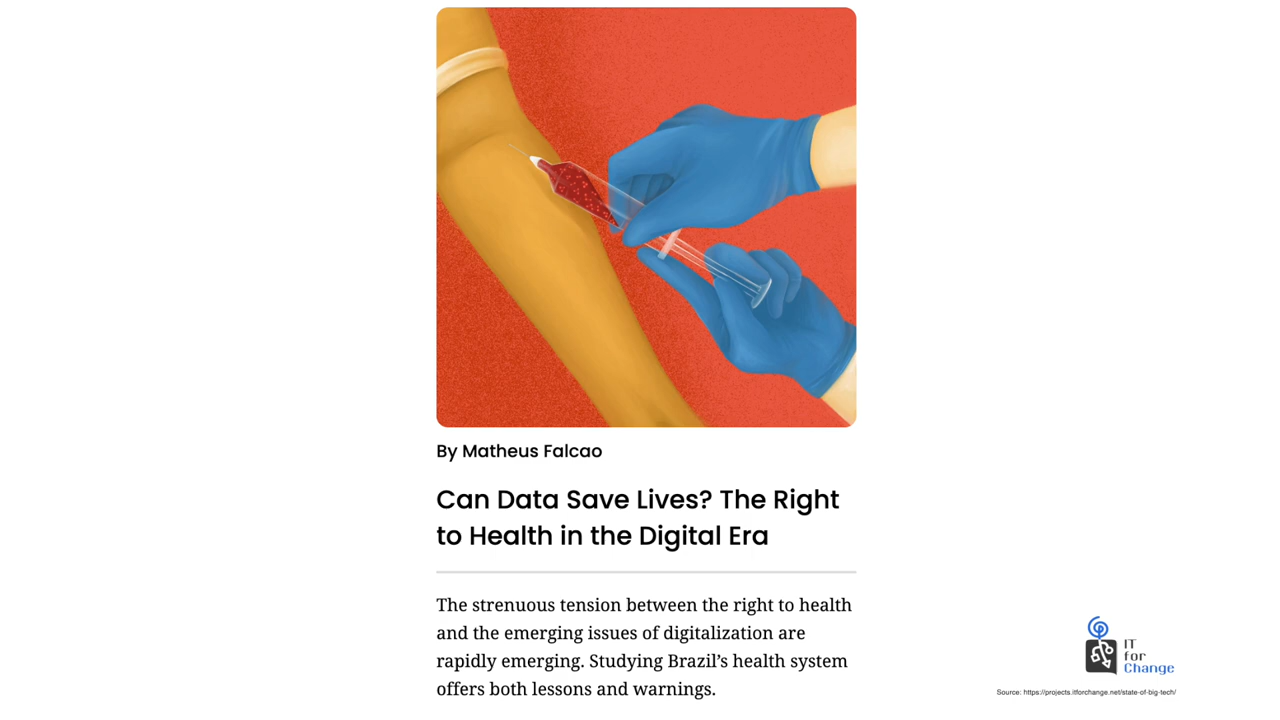 By Matheus Falcao
Can Data Save Lives? The Right
to Health in the Digital Era
The strenuous tension between the right to health
and the emerging issues of digitalization are
rapidly emerging. Studying Brazil’s health system
offers both lessons and warnings.
IT
for
Change
Source: https://projects.itforchange.net/state-of-big-tech/